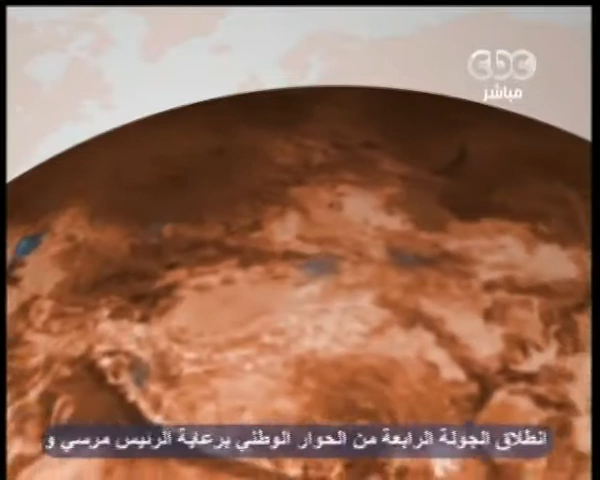 CBC
مباشر
انطلاق الجولة الرابعة من الحوار الوطني برعاية الرئيس مرسي و